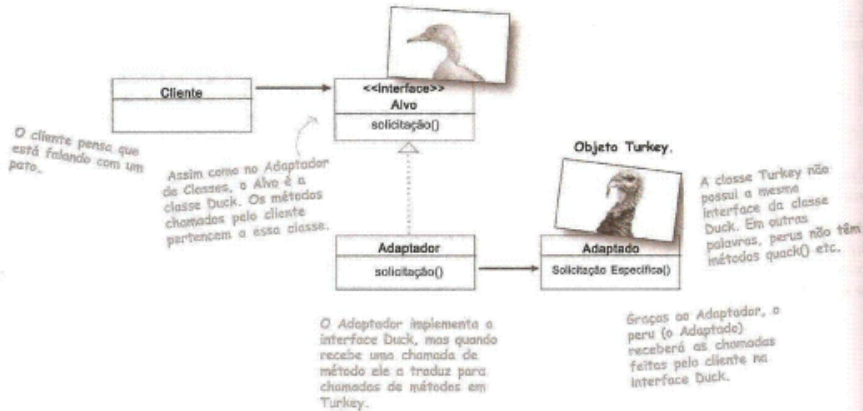 Cliente
<<Interface>>
Alvo
solicitação()
O cliente pensa que
está falando com um
pato.
Assim como no Adaptador
de Classes, o Alvo é a
classe Duck. Os métodos
chamados pelo cliente
pertencem a essa classe.
Objeto Turkey.
A classe Turkey não
possui a mesma
interface da classe
Duck. Em outras
palavras, perus não têm
métodos quack() etc.
Adaptador
solicitação()
Adaptado
Solicitação Específica()
O Adaptador implementa a
interface Duck, mas quando
recebe uma chamada de
método ele a traduz para
chamadas de métodos em
Turkey.
Graças ao Adaptador, o
peru (o Adaptado)
receberá as chamadas
feitas pelo cliente na
interface Duck.